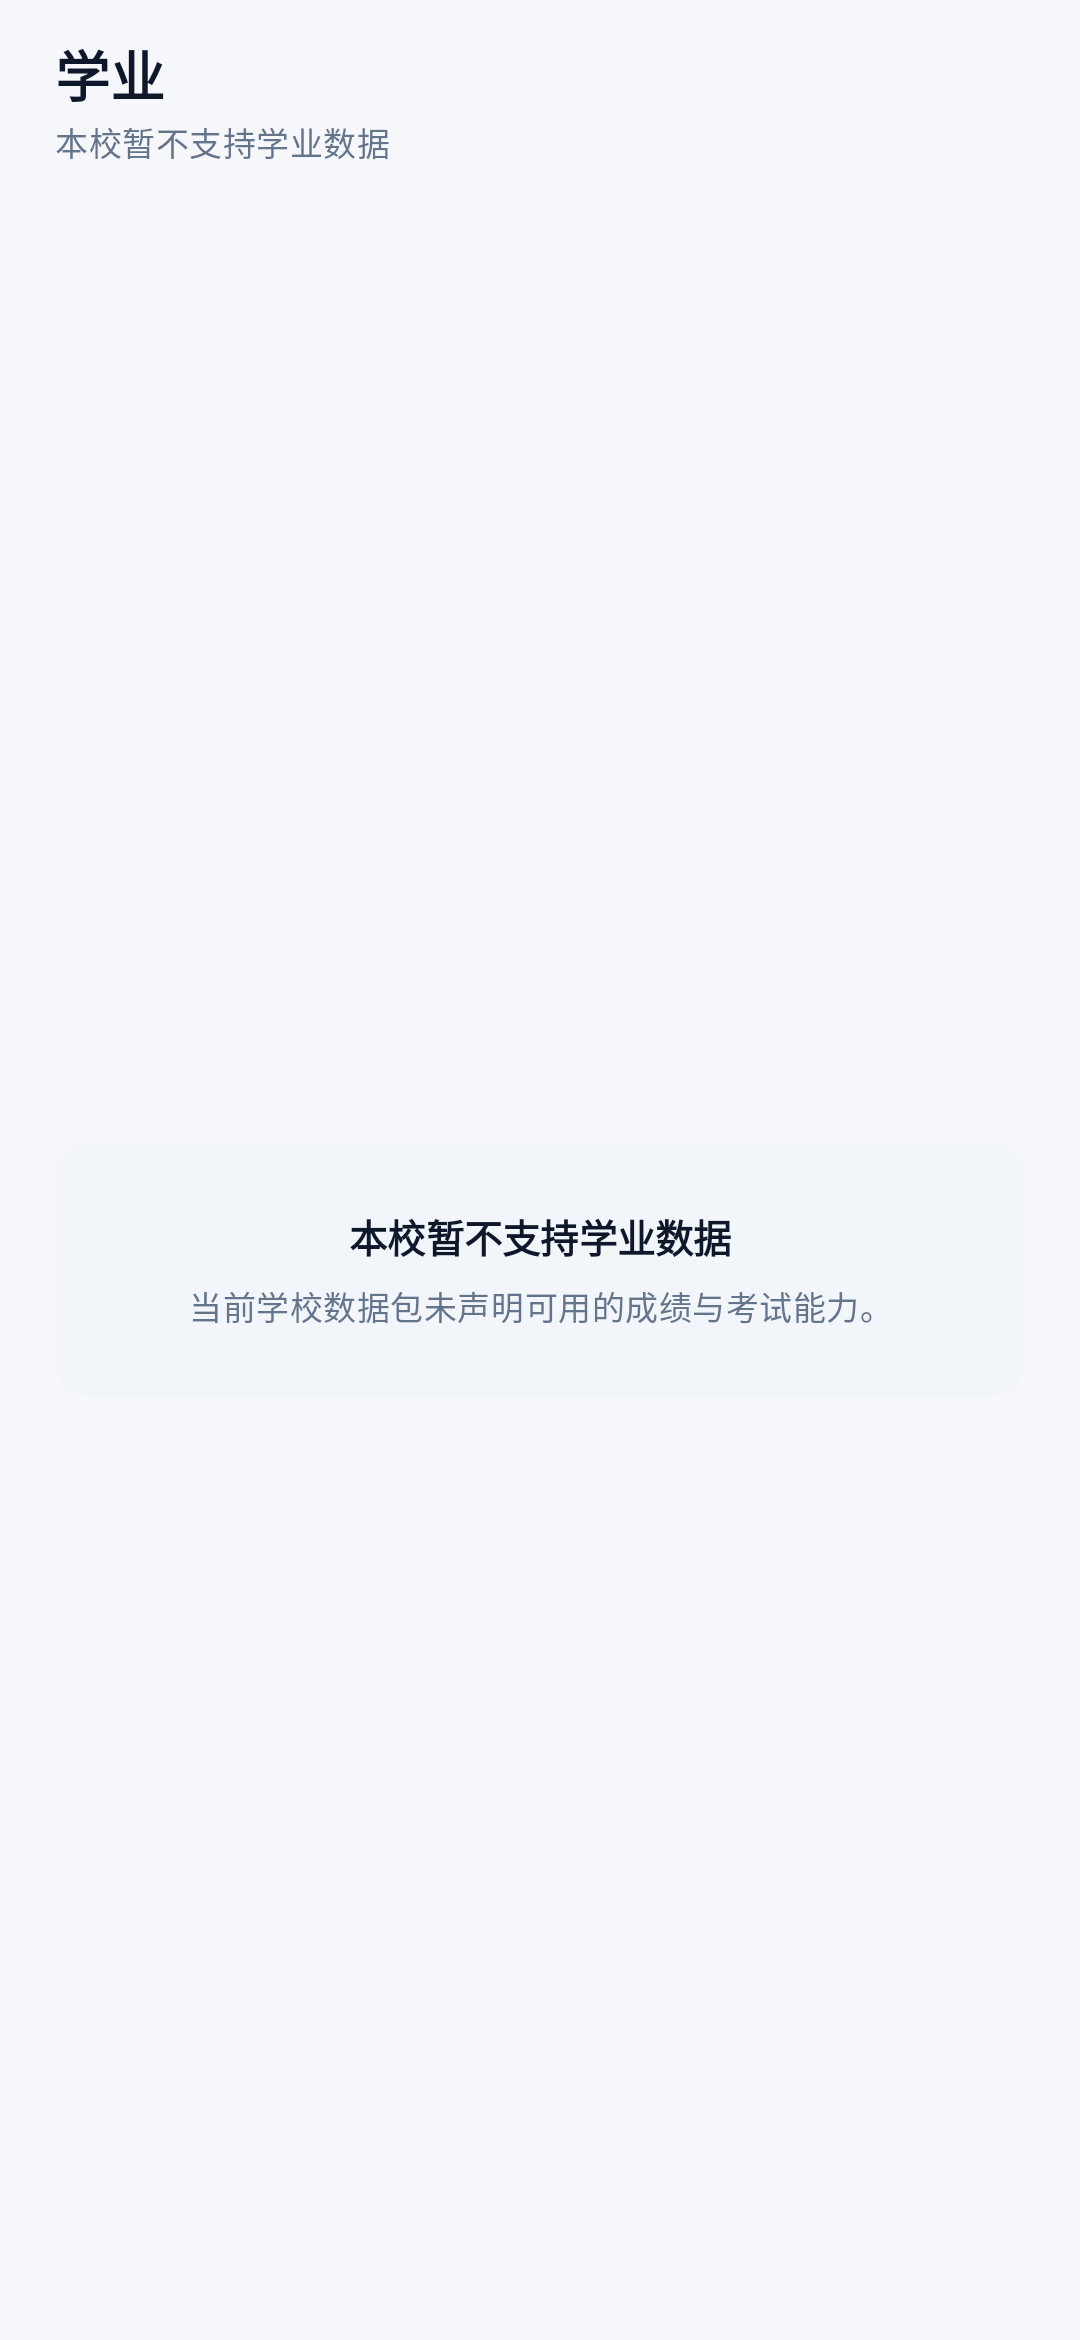 学业
本校暂不支持学业数据
本校暂不支持学业数据
当前学校数据包未声明可用的成绩与考试能力。